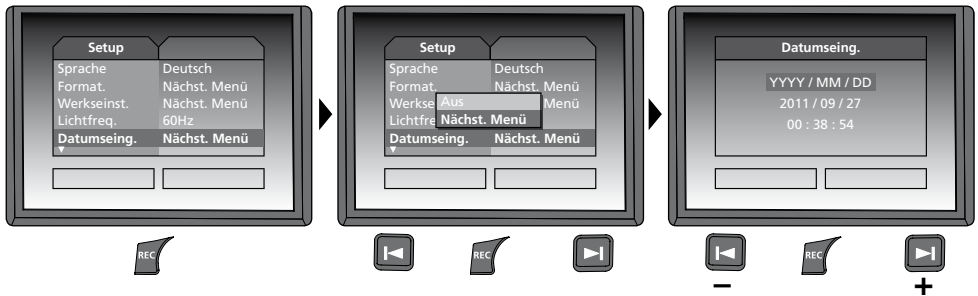 Setup
Sprache Deutsch
Format. Nächst. Menü
Werkseinst. Nächst. Menü
Lichtfreq. 60Hz
Datumseing. Nächst. Menü
REC
Setup
Sprache Deutsch
Format. Nächst. Menü
Werkse Menü
Aus
Lichtfre
Nächst. Menü
Datumseing. Nächst. Menü
REC
Datumseing.
YYYY / MM / DD
2011 / 09 / 27
00 : 38 : 54
REC
– +